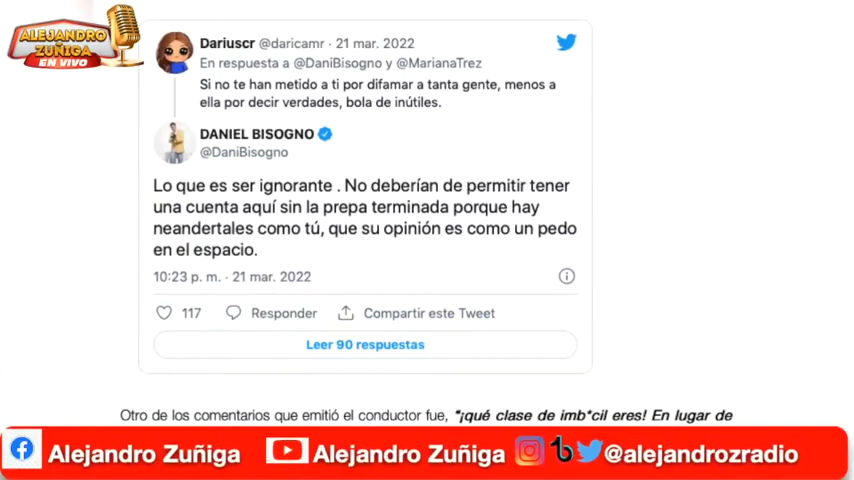 ALEJANDRO
ZUÑIGA
EN VIVO
Dariuscr @daricamr · 21 mar. 2022
En respuesta a @DaniBisogno y @MarianaTrez
Si no te han metido a ti por difamar a tanta gente, menos a
ella por decir verdades, bola de inútiles.
DANIEL BISOGNO
@DaniBisogno
Lo que es ser ignorante . No deberían de permitir tener
una cuenta aquí sin la prepa terminada porque hay
neandertales como tú, que su opinión es como un pedo
en el espacio.
10:23 p. m. · 21 mar. 2022
117 Responder Compartir este Tweet
Leer 90 respuestas
Otro de los comentarios que emitió el conductor fue, "¡qué clase de imb*cil eres! En lugar de
Alejandro Zuñiga Alejandro Zuñiga @alejandrozradio